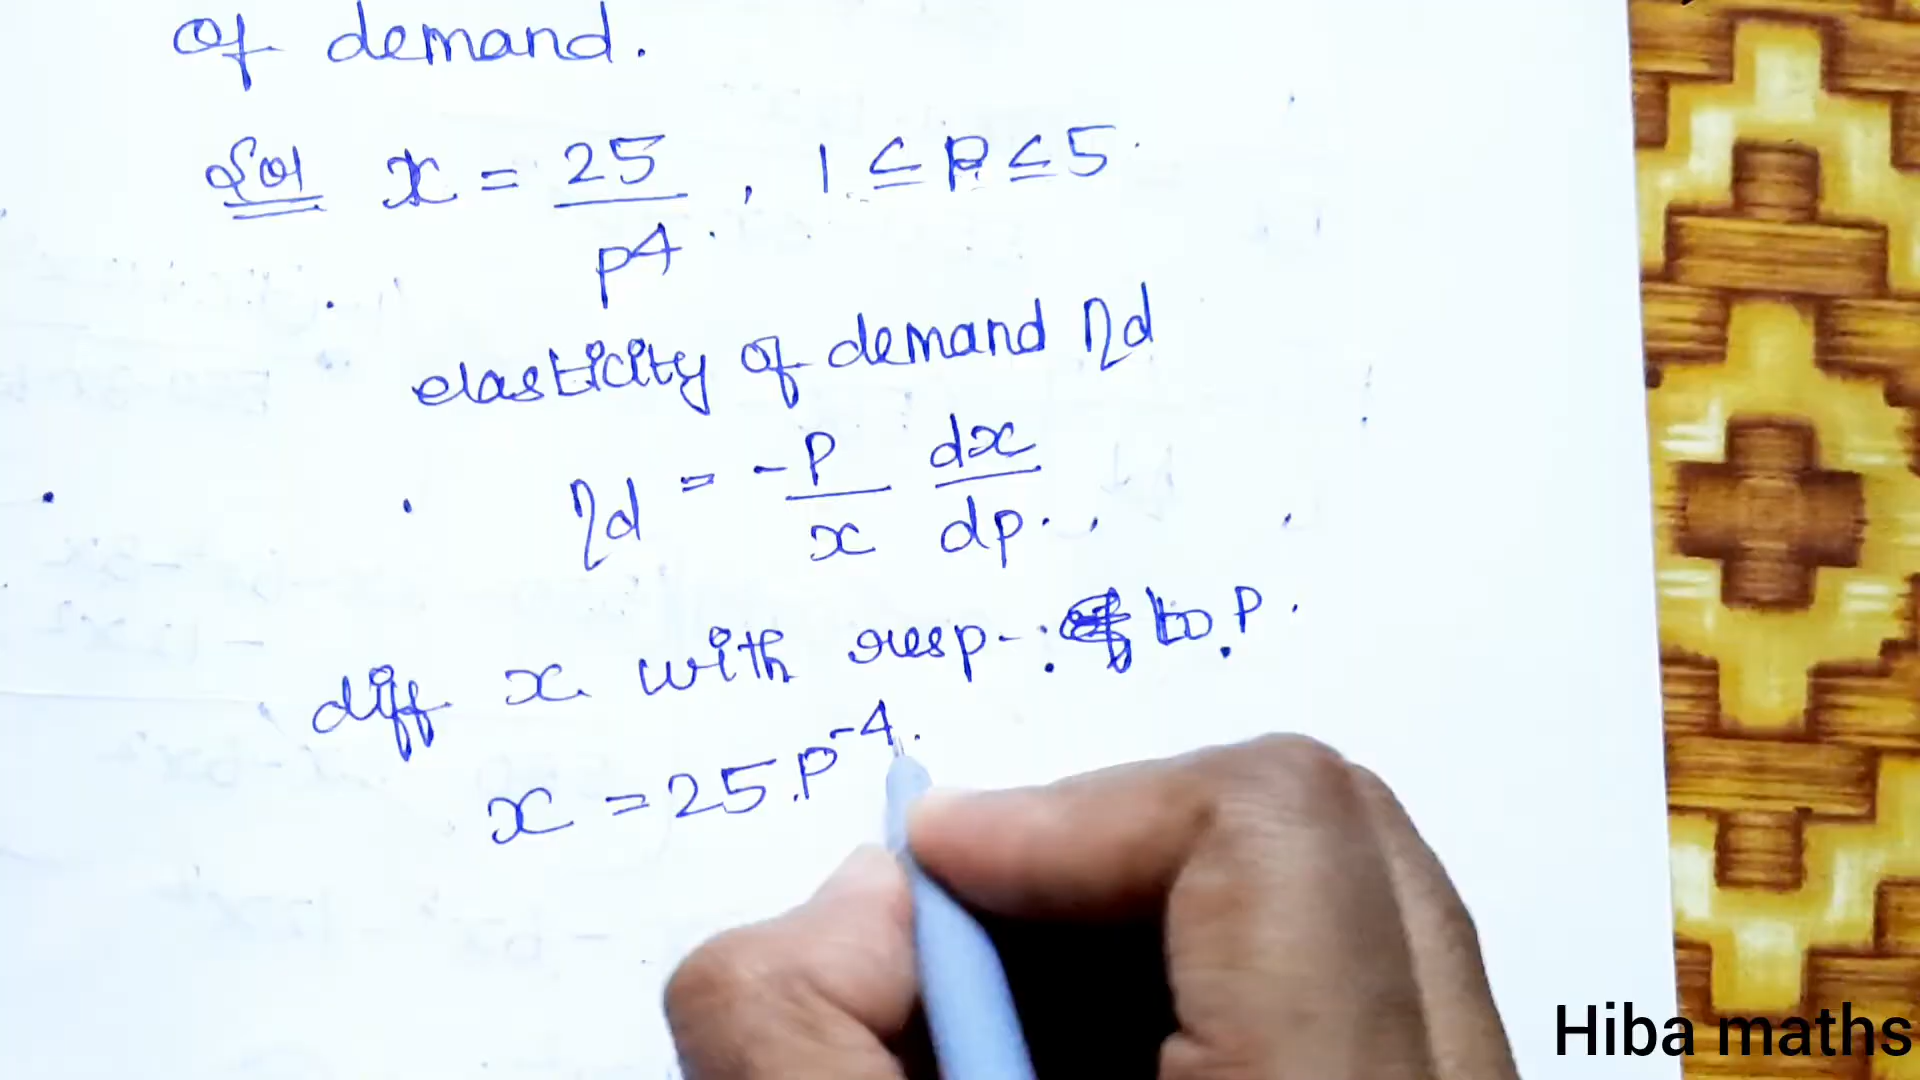 of demand.
Sol x = 25/p4, 1 ≤ P ≤ 5.
elasticity of demand ηd
ηd = -P/x dx/dp.
diff x with resp. to P.
x = 25.P^-4.
Hiba maths